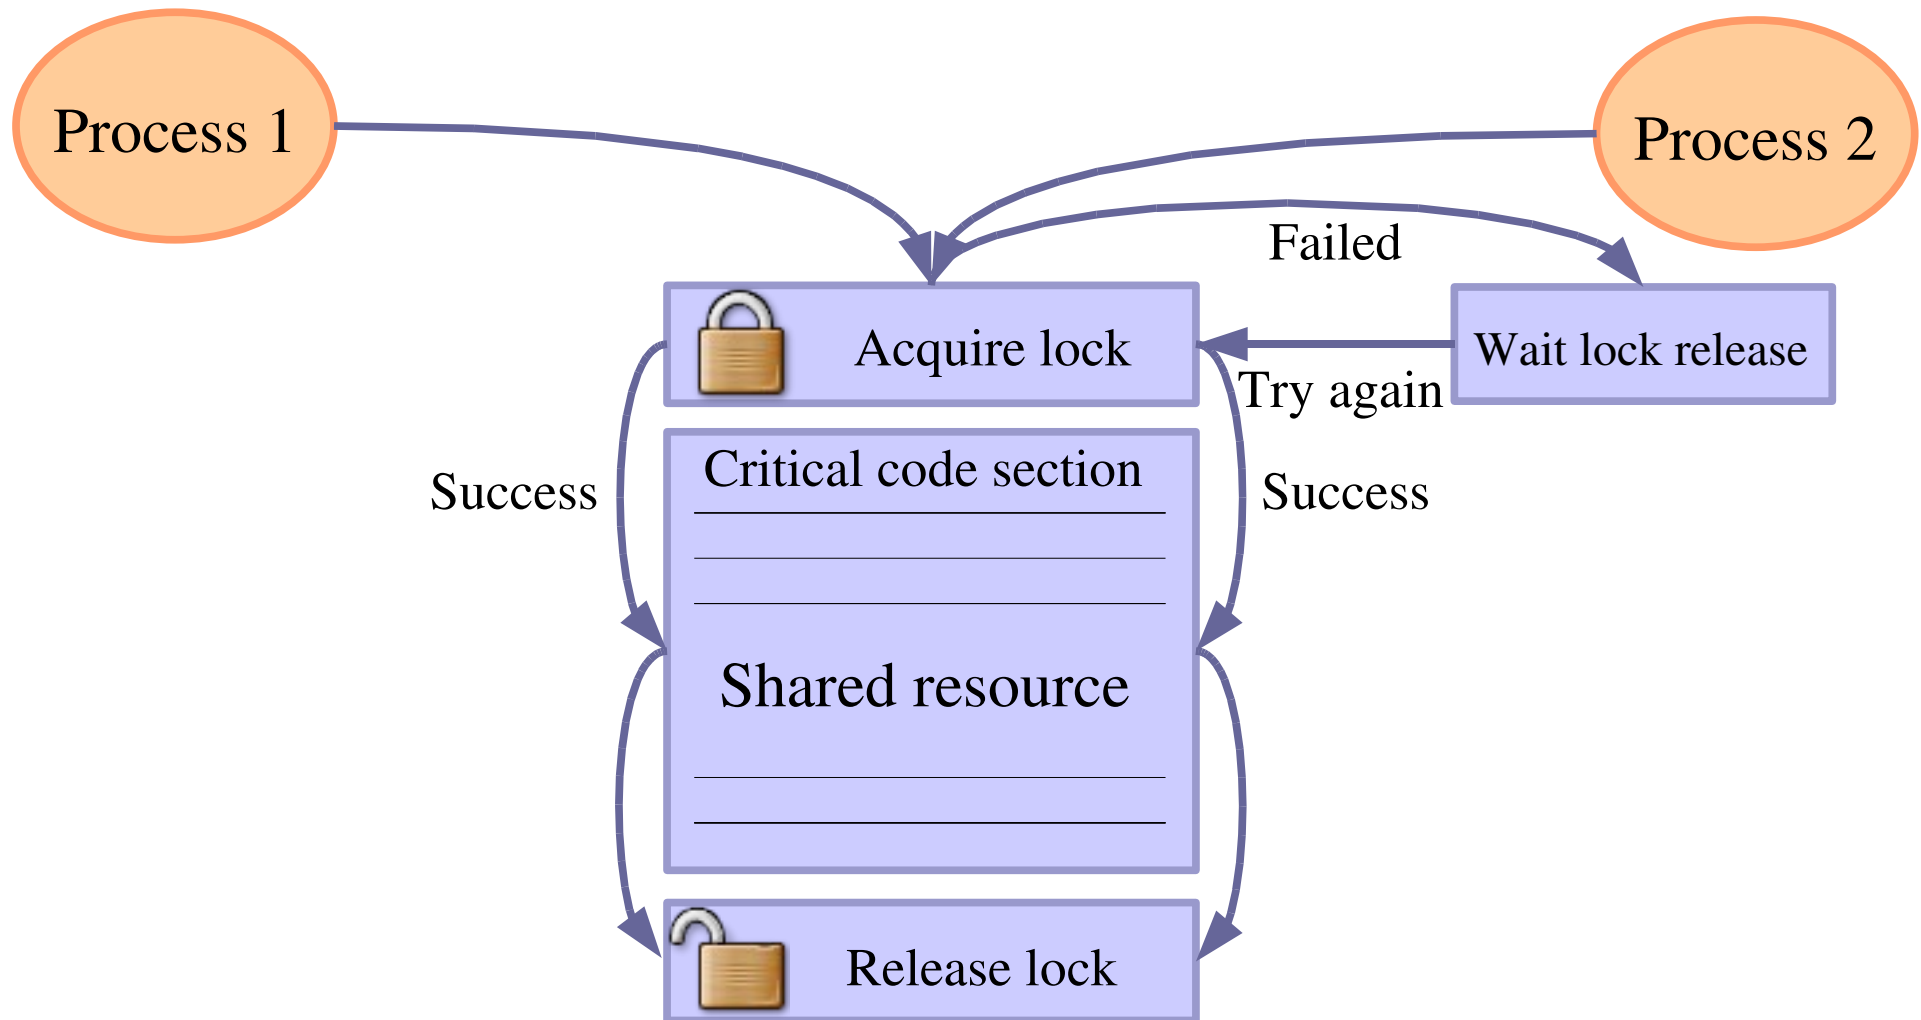 Process 1
Process 2
Failed
Acquire lock
Wait lock release
Try again
Critical code section
Success
Success
Shared resource
Release lock